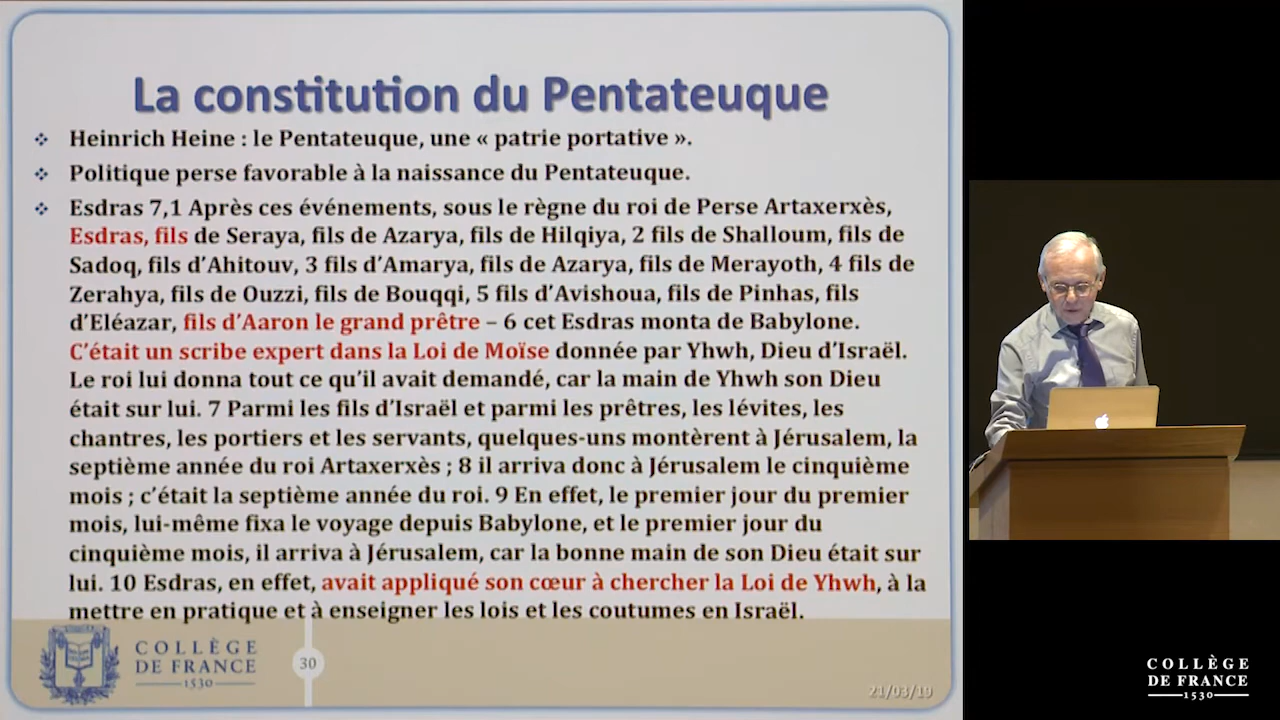 La constitution du Pentateuque
Heinrich Heine : le Pentateuque, une « patrie portative ».
Politique perse favorable à la naissance du Pentateuque.
Esdras 7,1 Après ces événements, sous le règne du roi de Perse Artaxerxès,
Esdras, fils de Seraya, fils de Azarya, fils de Hilqiya, 2 fils de Shalloum, fils de
Sadoq, fils d’Ahitouv, 3 fils d’Amarya, fils de Azarya, fils de Merayoth, 4 fils de
Zerahya, fils de Ouzzi, fils de Bouqqi, 5 fils d’Avishoua, fils de Pinhas, fils
d’Eléazar, fils d’Aaron le grand prêtre – 6 cet Esdras monta de Babylone.
C’était un scribe expert dans la Loi de Moïse donnée par Yhwh, Dieu d’Israël.
Le roi lui donna tout ce qu’il avait demandé, car la main de Yhwh son Dieu
était sur lui. 7 Parmi les fils d’Israël et parmi les prêtres, les lévites, les
chantres, les portiers et les servants, quelques-uns montèrent à Jérusalem, la
septième année du roi Artaxerxès ; 8 il arriva donc à Jérusalem le cinquième
mois ; c’était la septième année du roi. 9 En effet, le premier jour du premier
mois, lui-même fixa le voyage depuis Babylone, et le premier jour du
cinquième mois, il arriva à Jérusalem, car la bonne main de son Dieu était sur
lui. 10 Esdras, en effet, avait appliqué son cœur à chercher la Loi de Yhwh, à la
mettre en pratique et à enseigner les lois et les coutumes en Israël.
COLLÈGE
DE FRANCE
1530
30
21/03/19
COLLÈGE
DE FRANCE
1530